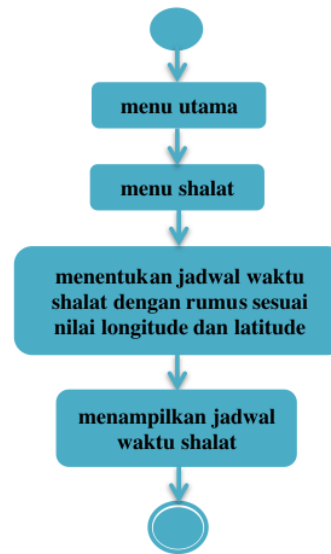 menu utama
menu shalat
menentukan jadwal waktu
shalat dengan rumus sesuai
nilai longitude dan latitude
menampilkan jadwal
waktu shalat